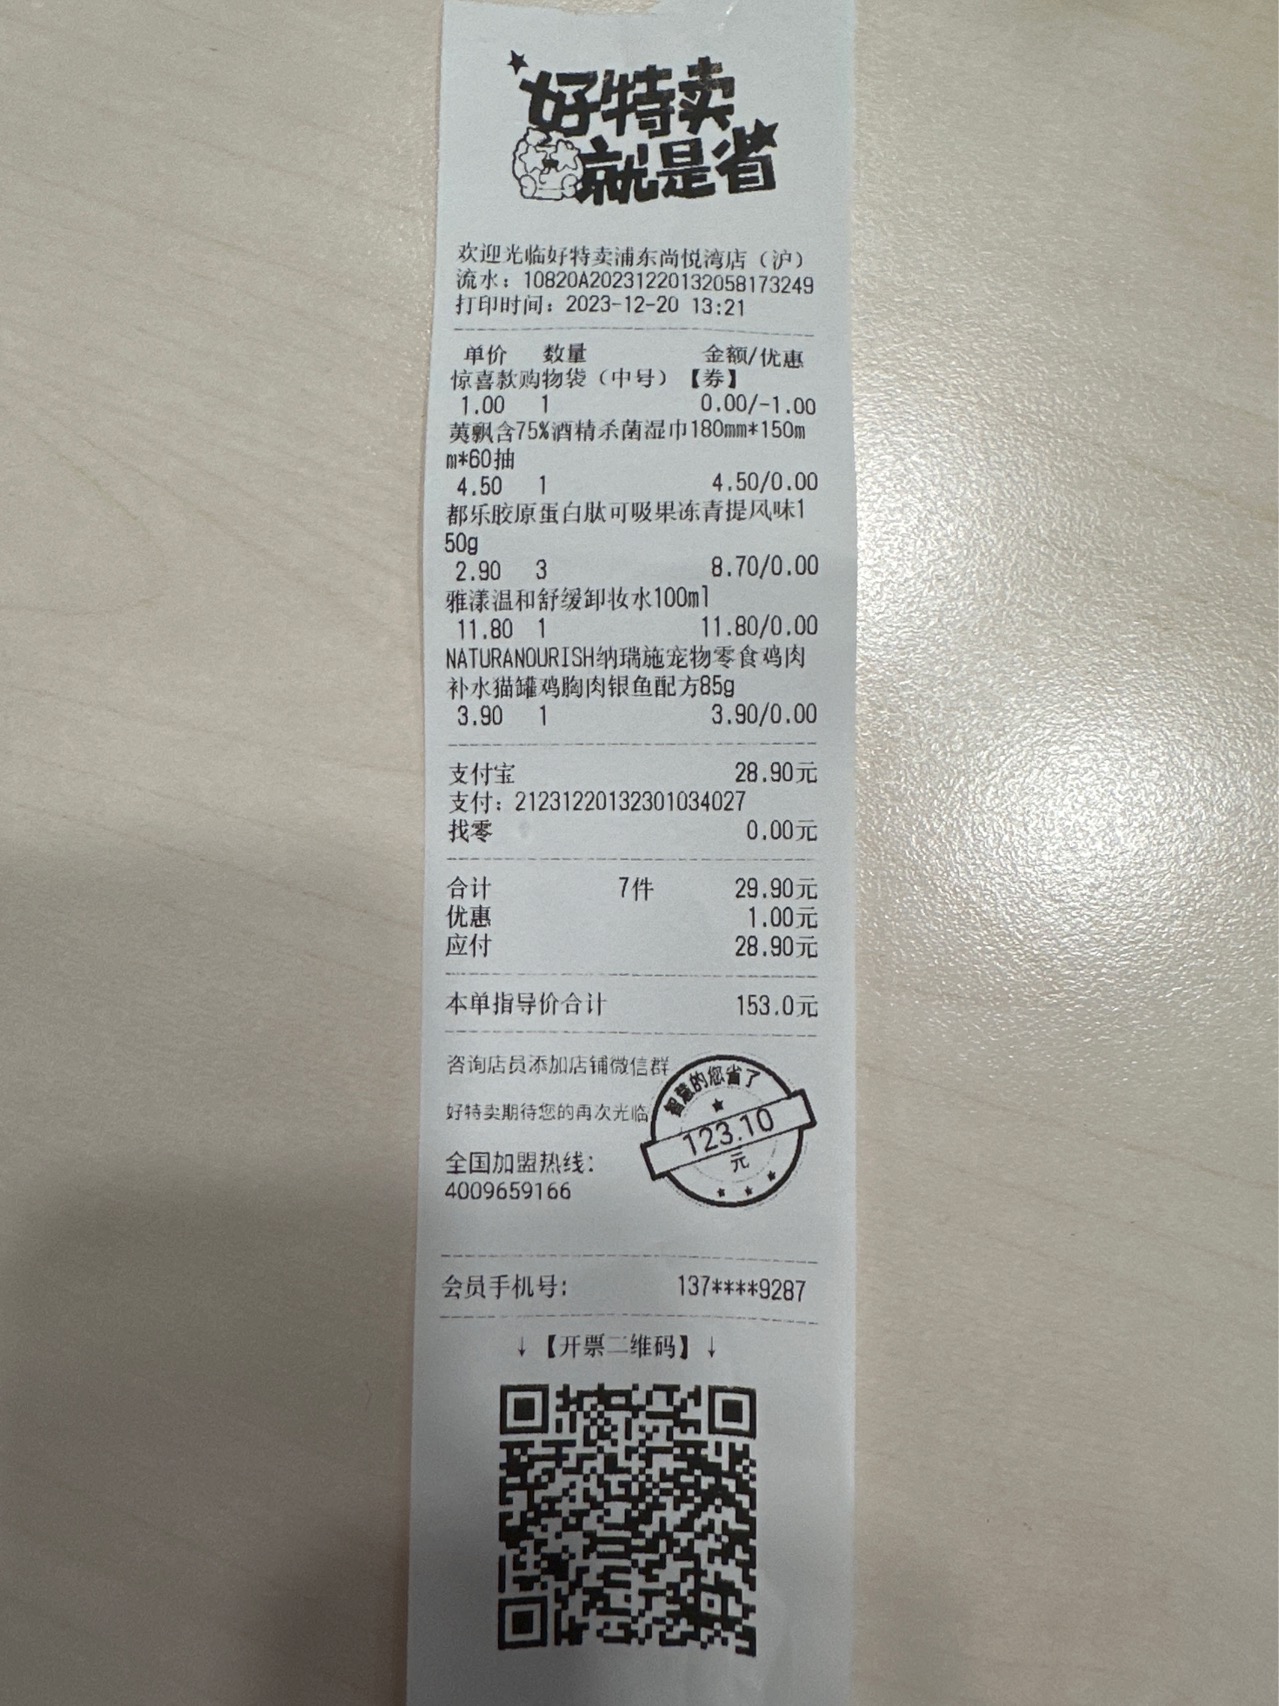 好特卖
就是省
欢迎光临好特卖浦东尚悦湾店（沪）
流水：10820A20231220132058173249
打印时间：2023-12-20 13:21
单价 数量 金额/优惠
惊喜款购物袋（中号）【券】
1.00 1 0.00/-1.00
荑飘含75%酒精杀菌湿巾180mm*150m
m*60抽
4.50 1 4.50/0.00
都乐胶原蛋白肽可吸果冻青提风味1
50g
2.90 3 8.70/0.00
雅漾温和舒缓卸妆水100ml
11.80 1 11.80/0.00
NATURANOURISH纳瑞施宠物零食鸡肉
补水猫罐鸡胸肉银鱼配方85g
3.90 1 3.90/0.00
支付宝 28.90元
支付：21231220132301034027
找零 0.00元
合计 7件 29.90元
优惠 1.00元
应付 28.90元
本单指导价合计 153.0元
咨询店员添加店铺微信群
好特卖期待您的再次光临
智慧的您省了
123.10
元
全国加盟热线：
4009659166
会员手机号： 137****9287
↓【开票二维码】↓